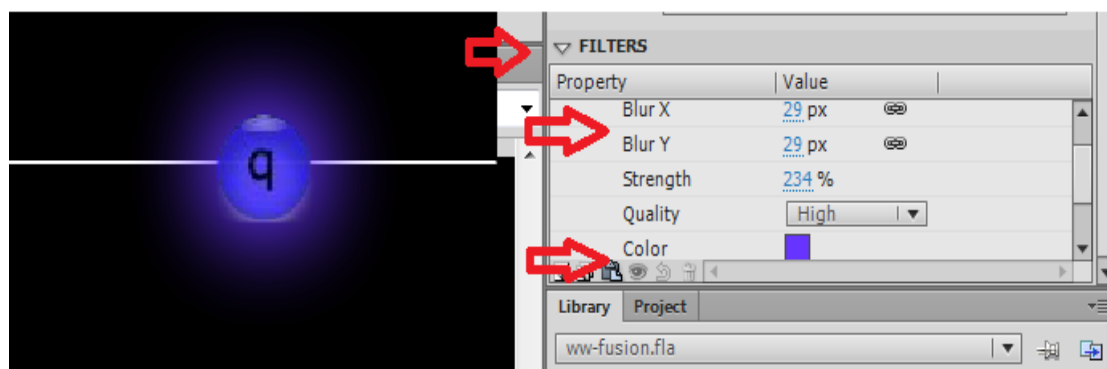 q
FILTERS
Property Value
Blur X 29 px
Blur Y 29 px
Strength 234 %
Quality High
Color
Library Project
ww-fusion.fla